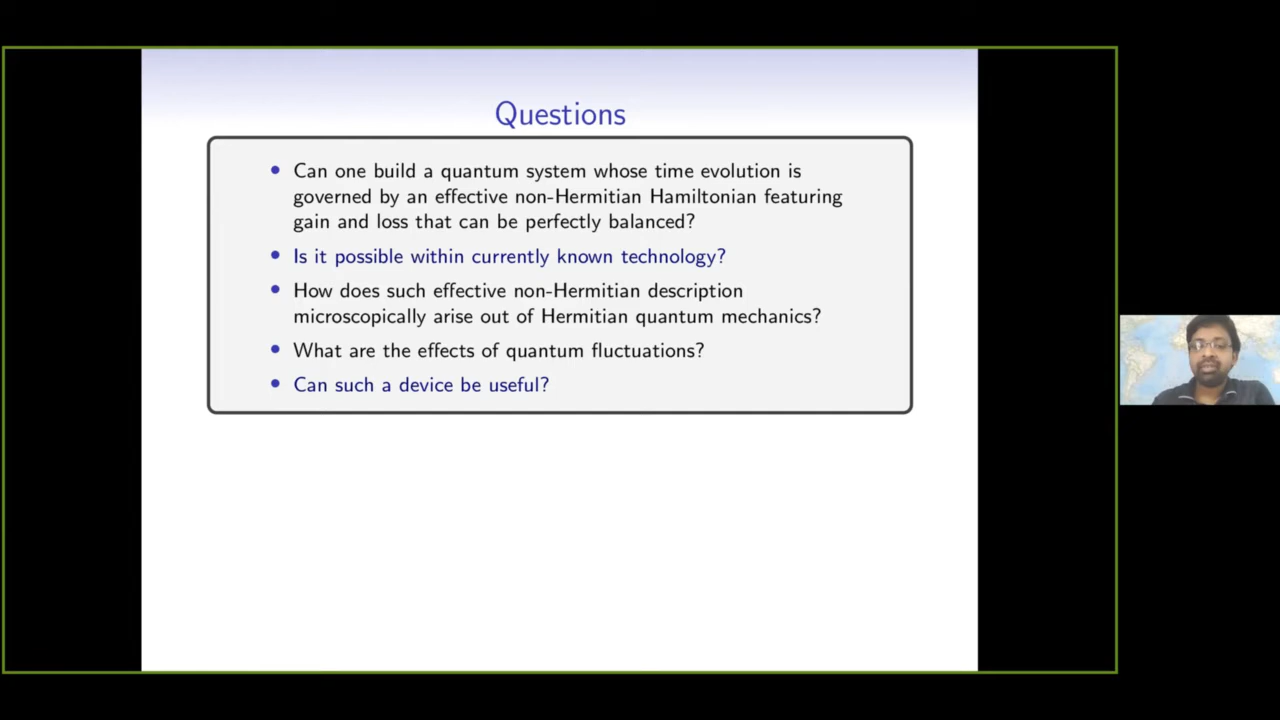 Questions
• Can one build a quantum system whose time evolution is
governed by an effective non-Hermitian Hamiltonian featuring
gain and loss that can be perfectly balanced?
• Is it possible within currently known technology?
• How does such effective non-Hermitian description
microscopically arise out of Hermitian quantum mechanics?
• What are the effects of quantum fluctuations?
• Can such a device be useful?